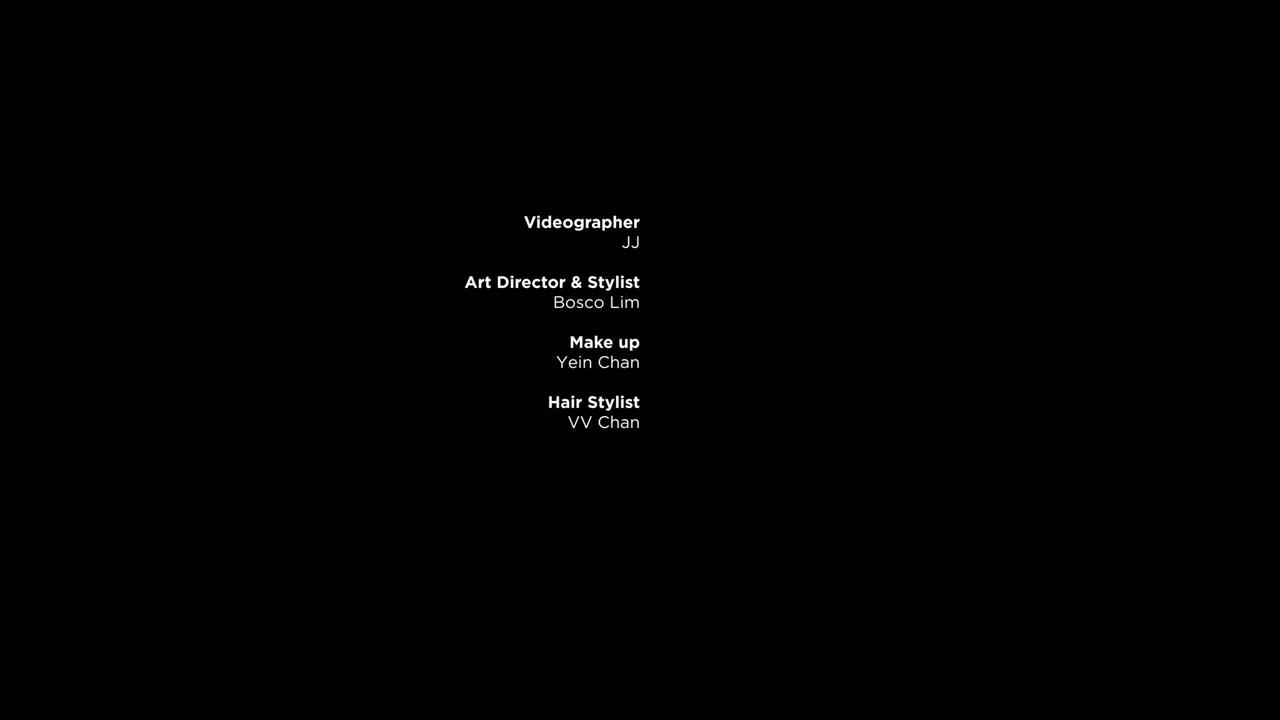 Videographer
JJ
Art Director & Stylist
Bosco Lim
Make up
Yein Chan
Hair Stylist
VV Chan